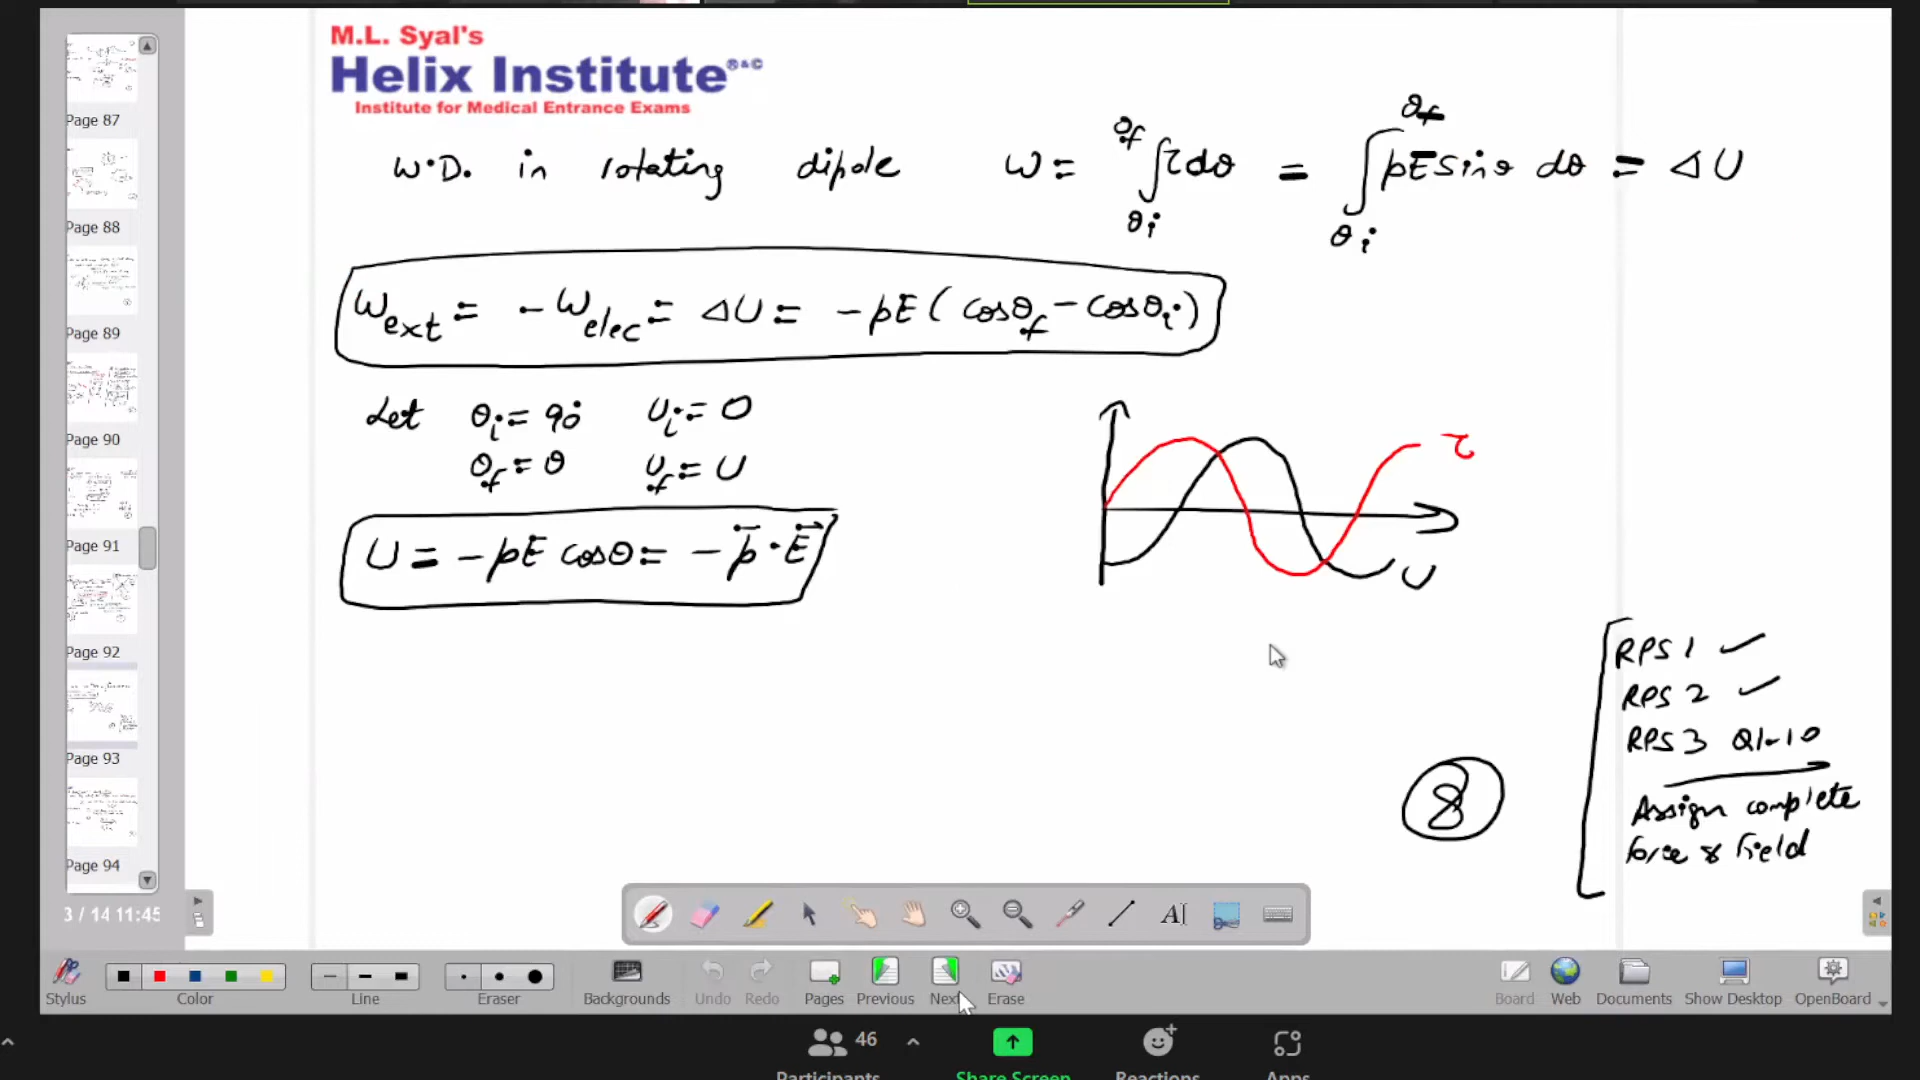 M.L. Syal's
Helix Institute®&©
Institute for Medical Entrance Exams
W.D. in rotating dipole W = ∫θi^θf τdθ = ∫θi^θf pE sinθ dθ = ΔU
Wext = -Welec = ΔU = -pE(cosθf - cosθi)
Let θi = 90° Ui = 0
θf = θ Uf = U
U = -pE cosθ = -p⃗·E⃗
τ
U
RPS 1 ✓
RPS 2 ✓
RPS 3 Q1-10
Assign complete
Force & Field
8
Page 87
Page 88
Page 89
Page 90
Page 91
Page 92
Page 93
Page 94
3 / 14 11:45
Stylus
Color
Line
Eraser
Backgrounds
Undo
Redo
Pages
Previous
Next
Erase
Board
Web
Documents
Show Desktop
OpenBoard
46
Participants
Share Screen
Reactions
Apps